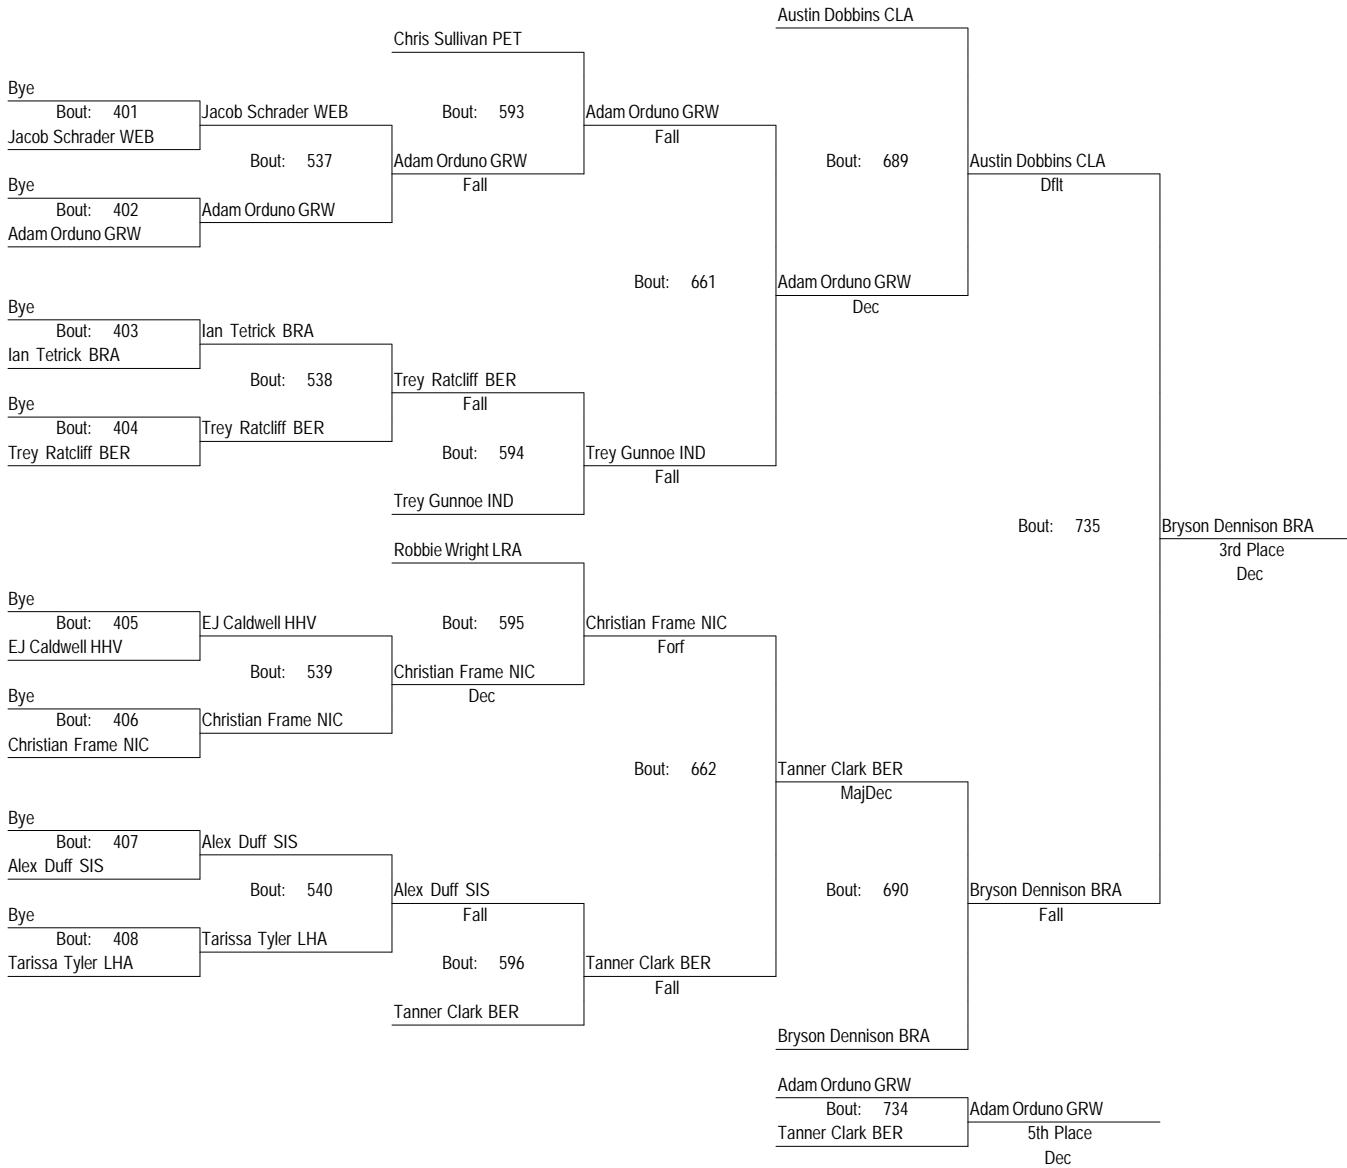 Austin Dobbins CLA
Chris Sullivan PET
Bye
Bout: 401
Jacob Schrader WEB
Jacob Schrader WEB
Bout: 593
Adam Orduno GRW
Fall
Bout: 537
Adam Orduno GRW
Fall
Bout: 689
Austin Dobbins CLA
Dflt
Bye
Bout: 402
Adam Orduno GRW
Adam Orduno GRW
Bout: 661
Adam Orduno GRW
Dec
Bye
Bout: 403
Ian Tetrick BRA
Ian Tetrick BRA
Bout: 538
Trey Ratcliff BER
Fall
Bye
Bout: 404
Trey Ratcliff BER
Trey Ratcliff BER
Bout: 594
Trey Gunnoe IND
Fall
Trey Gunnoe IND
Bout: 735
Bryson Dennison BRA
3rd Place
Dec
Robbie Wright LRA
Bye
Bout: 405
EJ Caldwell HHV
EJ Caldwell HHV
Bout: 595
Christian Frame NIC
Forf
Bout: 539
Christian Frame NIC
Dec
Bye
Bout: 406
Christian Frame NIC
Christian Frame NIC
Bout: 662
Tanner Clark BER
MajDec
Bye
Bout: 407
Alex Duff SIS
Alex Duff SIS
Bout: 540
Alex Duff SIS
Fall
Bout: 690
Bryson Dennison BRA
Fall
Bye
Bout: 408
Tarissa Tyler LHA
Tarissa Tyler LHA
Bout: 596
Tanner Clark BER
Fall
Tanner Clark BER
Bryson Dennison BRA
Adam Orduno GRW
Bout: 734
Tanner Clark BER
Adam Orduno GRW
5th Place
Dec